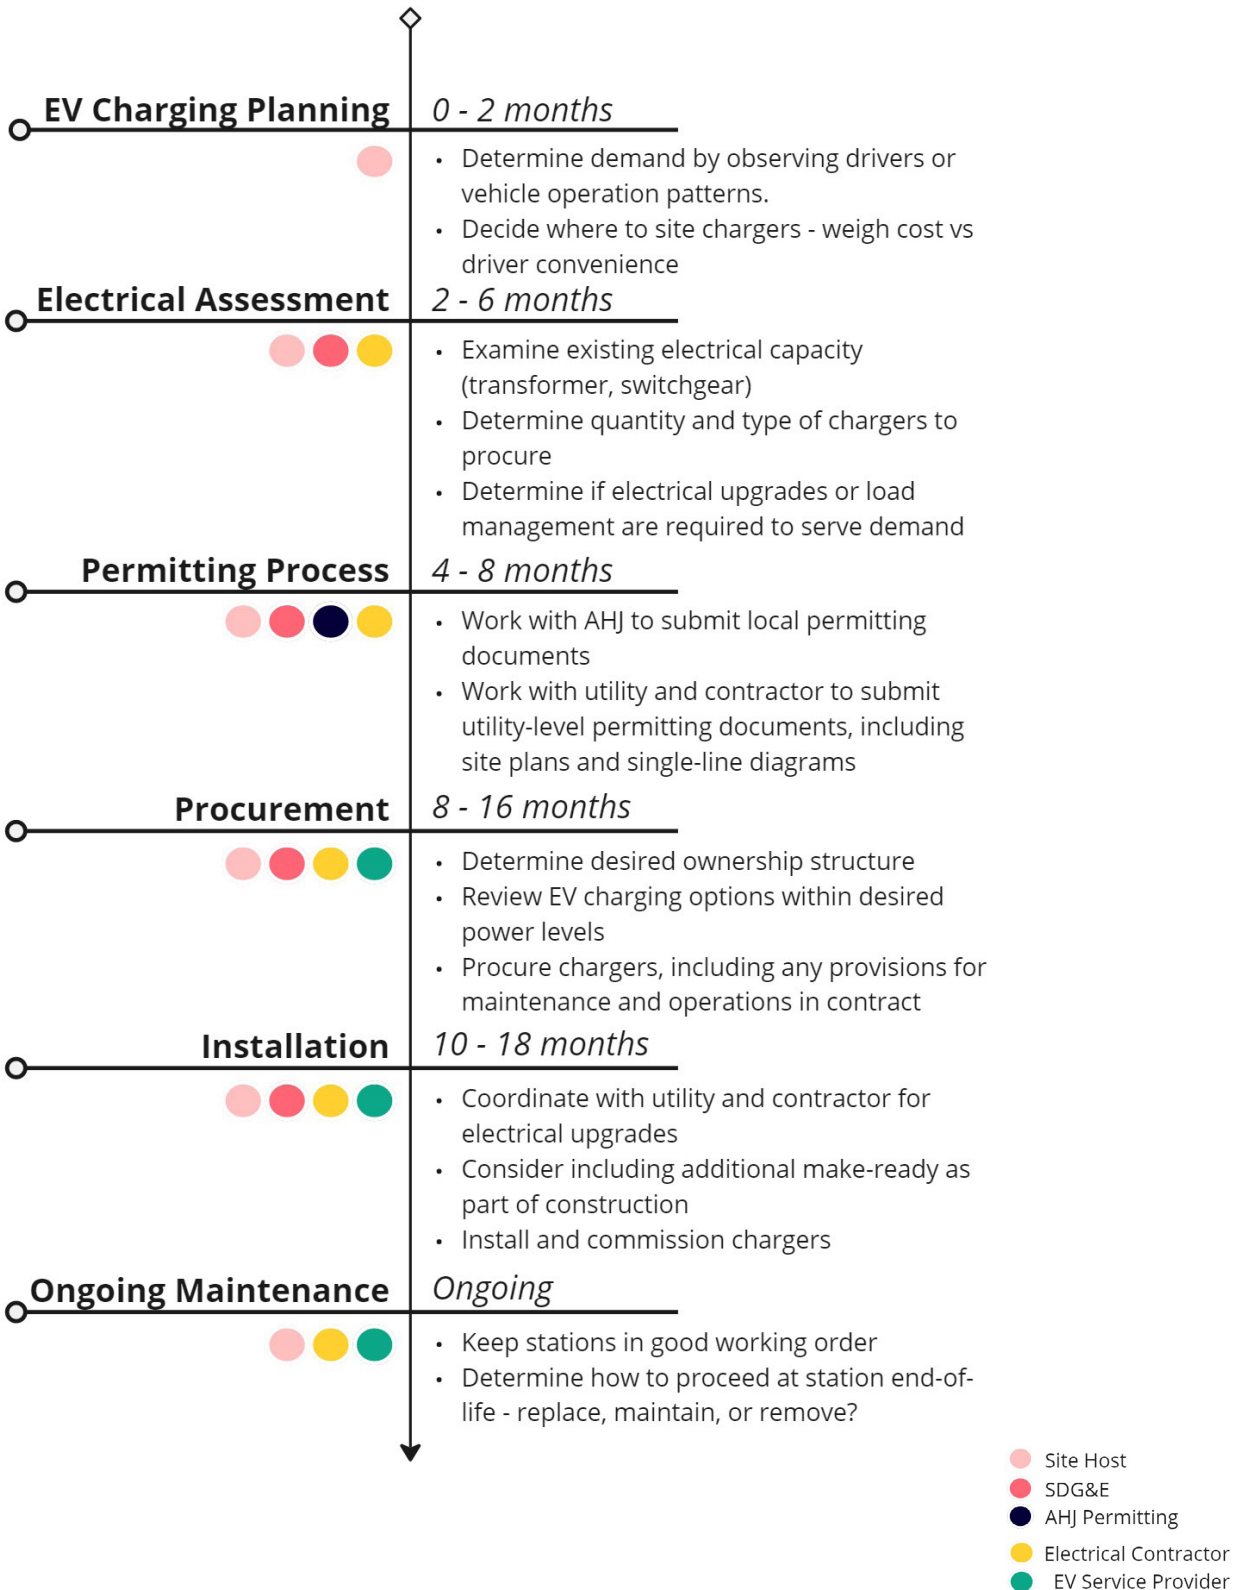 EV Charging Planning
0 - 2 months
• Determine demand by observing drivers or
vehicle operation patterns.
• Decide where to site chargers - weigh cost vs
driver convenience
Electrical Assessment
2 - 6 months
• Examine existing electrical capacity
(transformer, switchgear)
• Determine quantity and type of chargers to
procure
• Determine if electrical upgrades or load
management are required to serve demand
Permitting Process
4 - 8 months
• Work with AHJ to submit local permitting
documents
• Work with utility and contractor to submit
utility-level permitting documents, including
site plans and single-line diagrams
Procurement
8 - 16 months
• Determine desired ownership structure
• Review EV charging options within desired
power levels
• Procure chargers, including any provisions for
maintenance and operations in contract
Installation
10 - 18 months
• Coordinate with utility and contractor for
electrical upgrades
• Consider including additional make-ready as
part of construction
• Install and commission chargers
Ongoing Maintenance
Ongoing
• Keep stations in good working order
• Determine how to proceed at station end-of-
life - replace, maintain, or remove?
Site Host
SDG&E
AHJ Permitting
Electrical Contractor
EV Service Provider